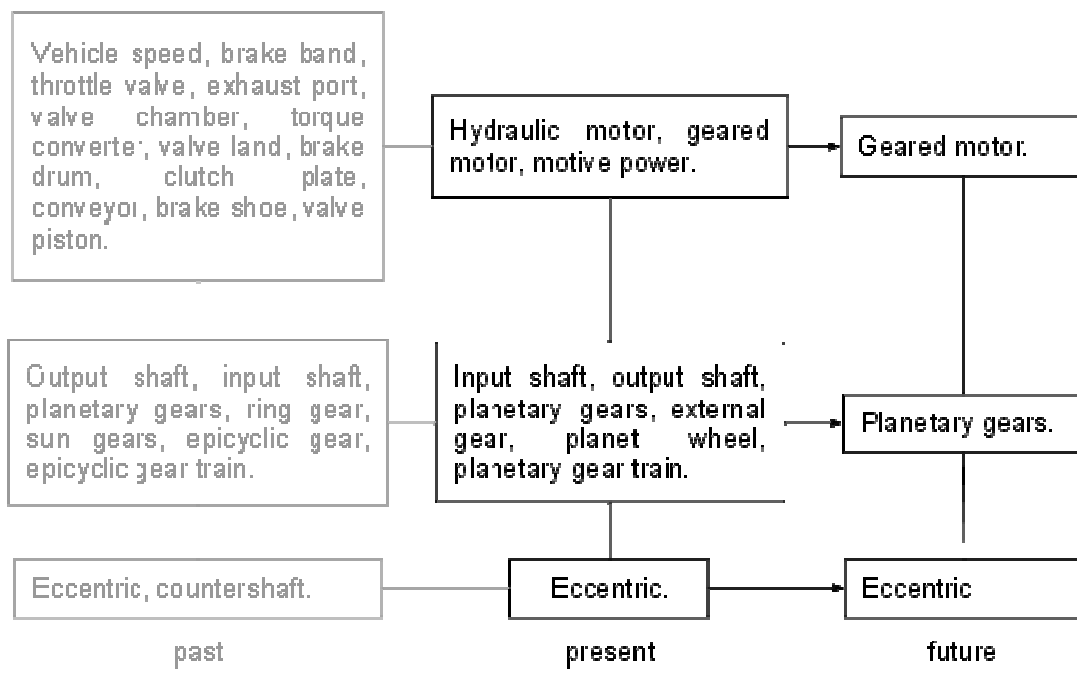 Vehicle speed, brake band,
throttle valve, exhaust port,
valve chamber, torque
converter, valve land, brake
drum, clutch plate,
conveyor, brake shoe, valve
piston.
Hydraulic motor, geared
motor, motive power.
Geared motor.
Output shaft, input shaft,
planetary gears, ring gear,
sun gears, epicyclic gear,
epicyclic gear train.
Input shaft, output shaft,
planetary gears, external
gear, planet wheel,
planetary gear train.
Planetary gears.
Eccentric, countershaft.
Eccentric.
Eccentric
past
present
future